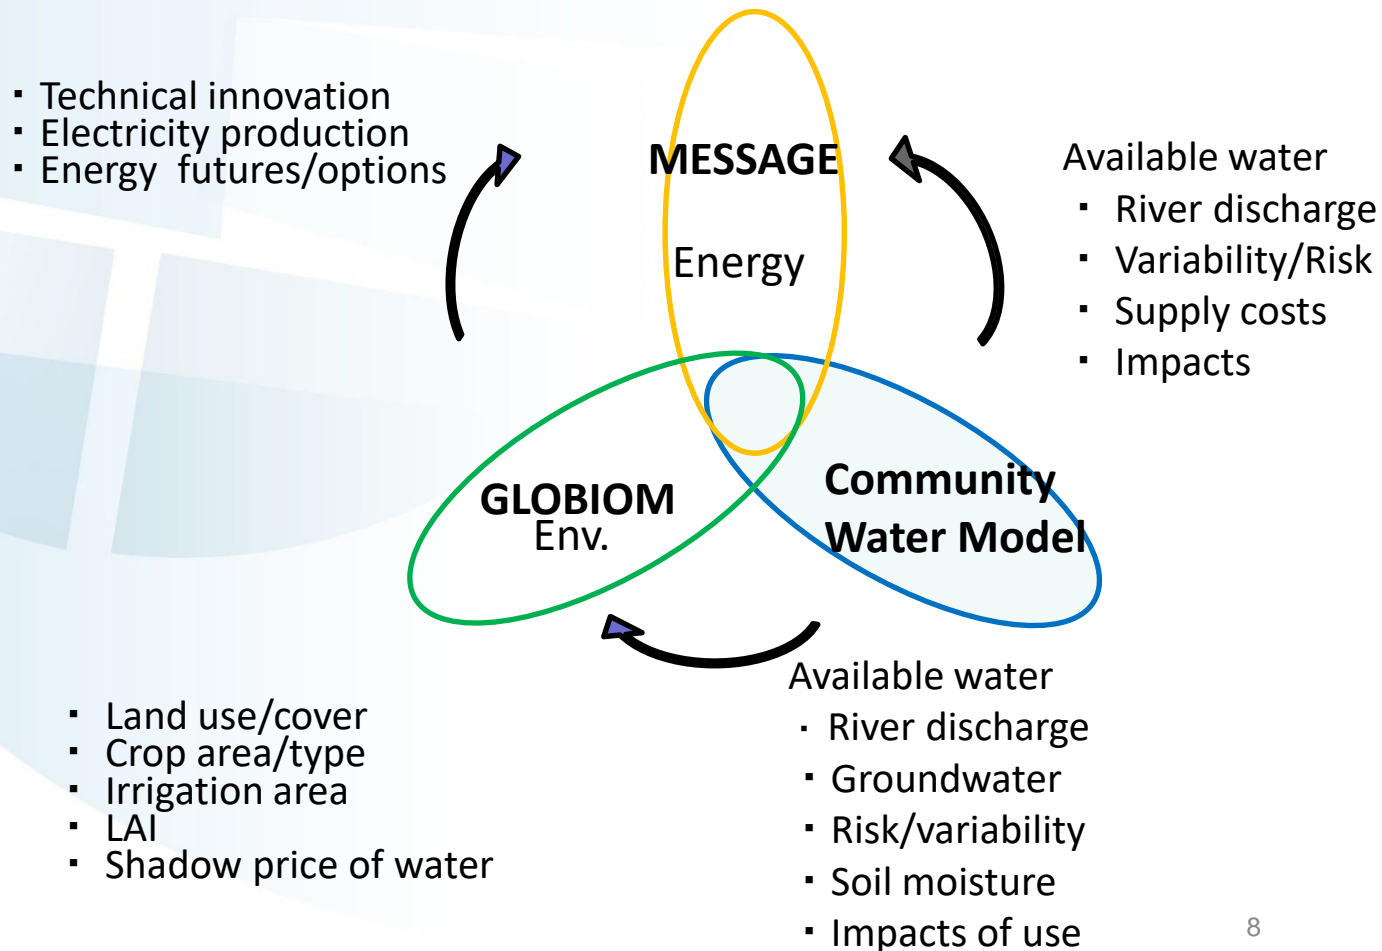 ▪ Technical innovation
▪ Electricity production
▪ Energy  futures/options
MESSAGE
Energy
Available water
▪ River discharge
▪ Variability/Risk
▪ Supply costs
▪ Impacts
GLOBIOM
Env.
Community
Water Model
▪ Land use/cover
▪ Crop area/type
▪ Irrigation area
▪ LAI
▪ Shadow price of water
Available water
▪ River discharge
▪ Groundwater
▪ Risk/variability
▪ Soil moisture
▪ Impacts of use
8